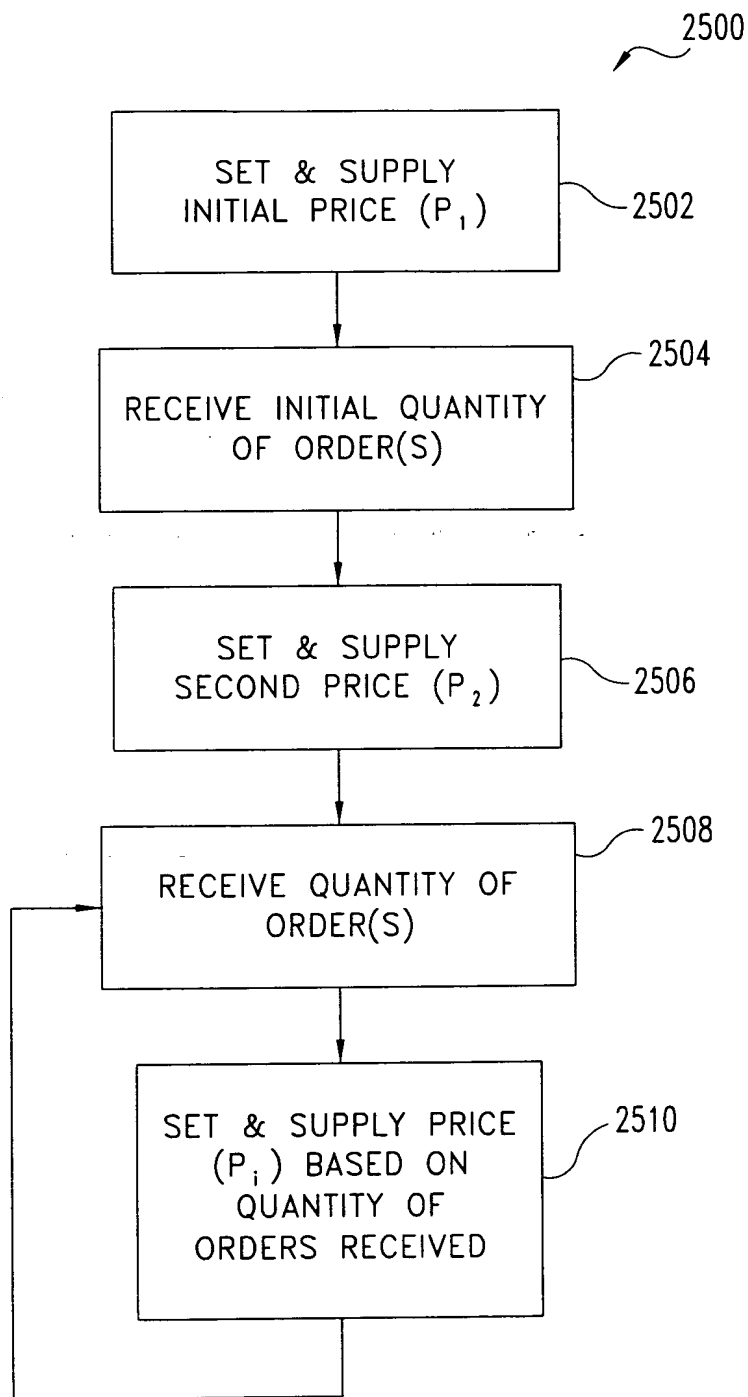 2500
SET & SUPPLY
INITIAL PRICE (P₁)
2502
2504
RECEIVE INITIAL QUANTITY
OF ORDER(S)
SET & SUPPLY
SECOND PRICE (P₂)
2506
2508
RECEIVE QUANTITY OF
ORDER(S)
SET & SUPPLY PRICE
(Pᵢ) BASED ON
QUANTITY OF
ORDERS RECEIVED
2510